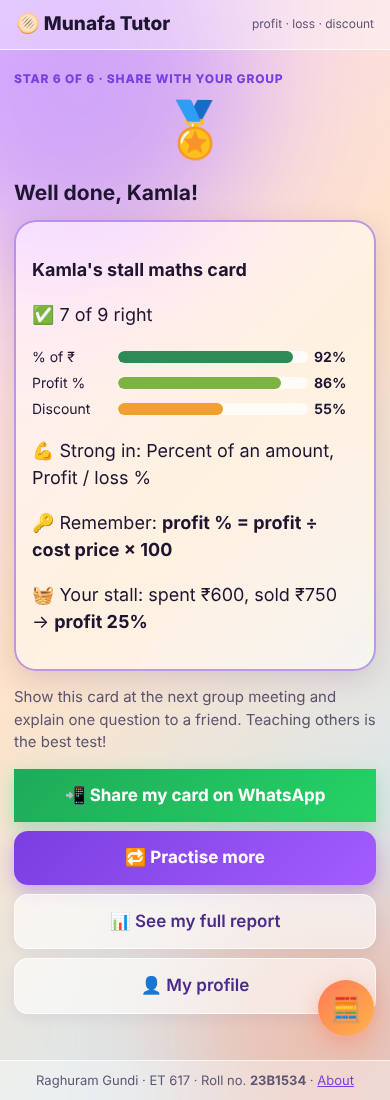 🪙 Munafa Tutor
profit · loss · discount
STAR 6 OF 6 · SHARE WITH YOUR GROUP
Well done, Kamla!
Kamla's stall maths card
✅ 7 of 9 right
% of ₹ 92%
Profit % 86%
Discount 55%
💪 Strong in: Percent of an amount,
Profit / loss %
🔑 Remember: profit % = profit ÷
cost price × 100
🧺 Your stall: spent ₹600, sold ₹750
→ profit 25%
Show this card at the next group meeting and
explain one question to a friend. Teaching others is
the best test!
📲 Share my card on WhatsApp
🔁 Practise more
📊 See my full report
👤 My profile
Raghuram Gundi · ET 617 · Roll no. 23B1534 · About